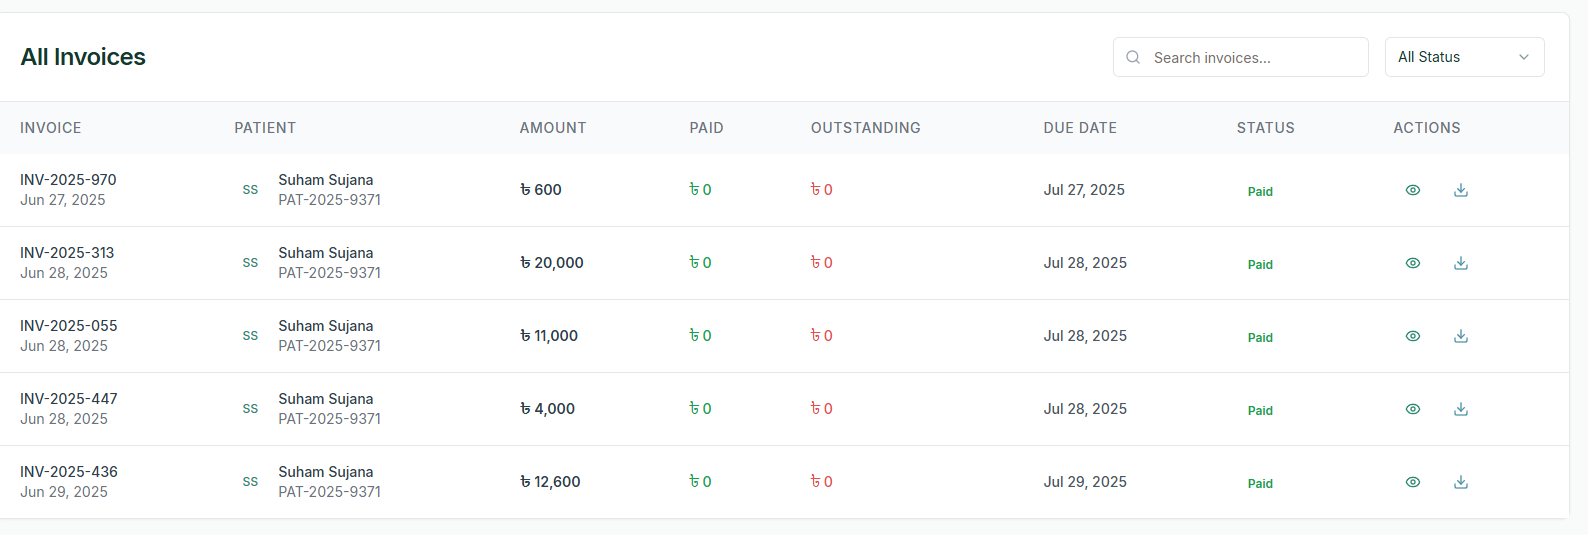 All Invoices
Search invoices...
All Status
INVOICE PATIENT AMOUNT PAID OUTSTANDING DUE DATE STATUS ACTIONS
INV-2025-970
Jun 27, 2025
SS
Suham Sujana
PAT-2025-9371
৳ 600
৳ 0
৳ 0
Jul 27, 2025
Paid
INV-2025-313
Jun 28, 2025
SS
Suham Sujana
PAT-2025-9371
৳ 20,000
৳ 0
৳ 0
Jul 28, 2025
Paid
INV-2025-055
Jun 28, 2025
SS
Suham Sujana
PAT-2025-9371
৳ 11,000
৳ 0
৳ 0
Jul 28, 2025
Paid
INV-2025-447
Jun 28, 2025
SS
Suham Sujana
PAT-2025-9371
৳ 4,000
৳ 0
৳ 0
Jul 28, 2025
Paid
INV-2025-436
Jun 29, 2025
SS
Suham Sujana
PAT-2025-9371
৳ 12,600
৳ 0
৳ 0
Jul 29, 2025
Paid